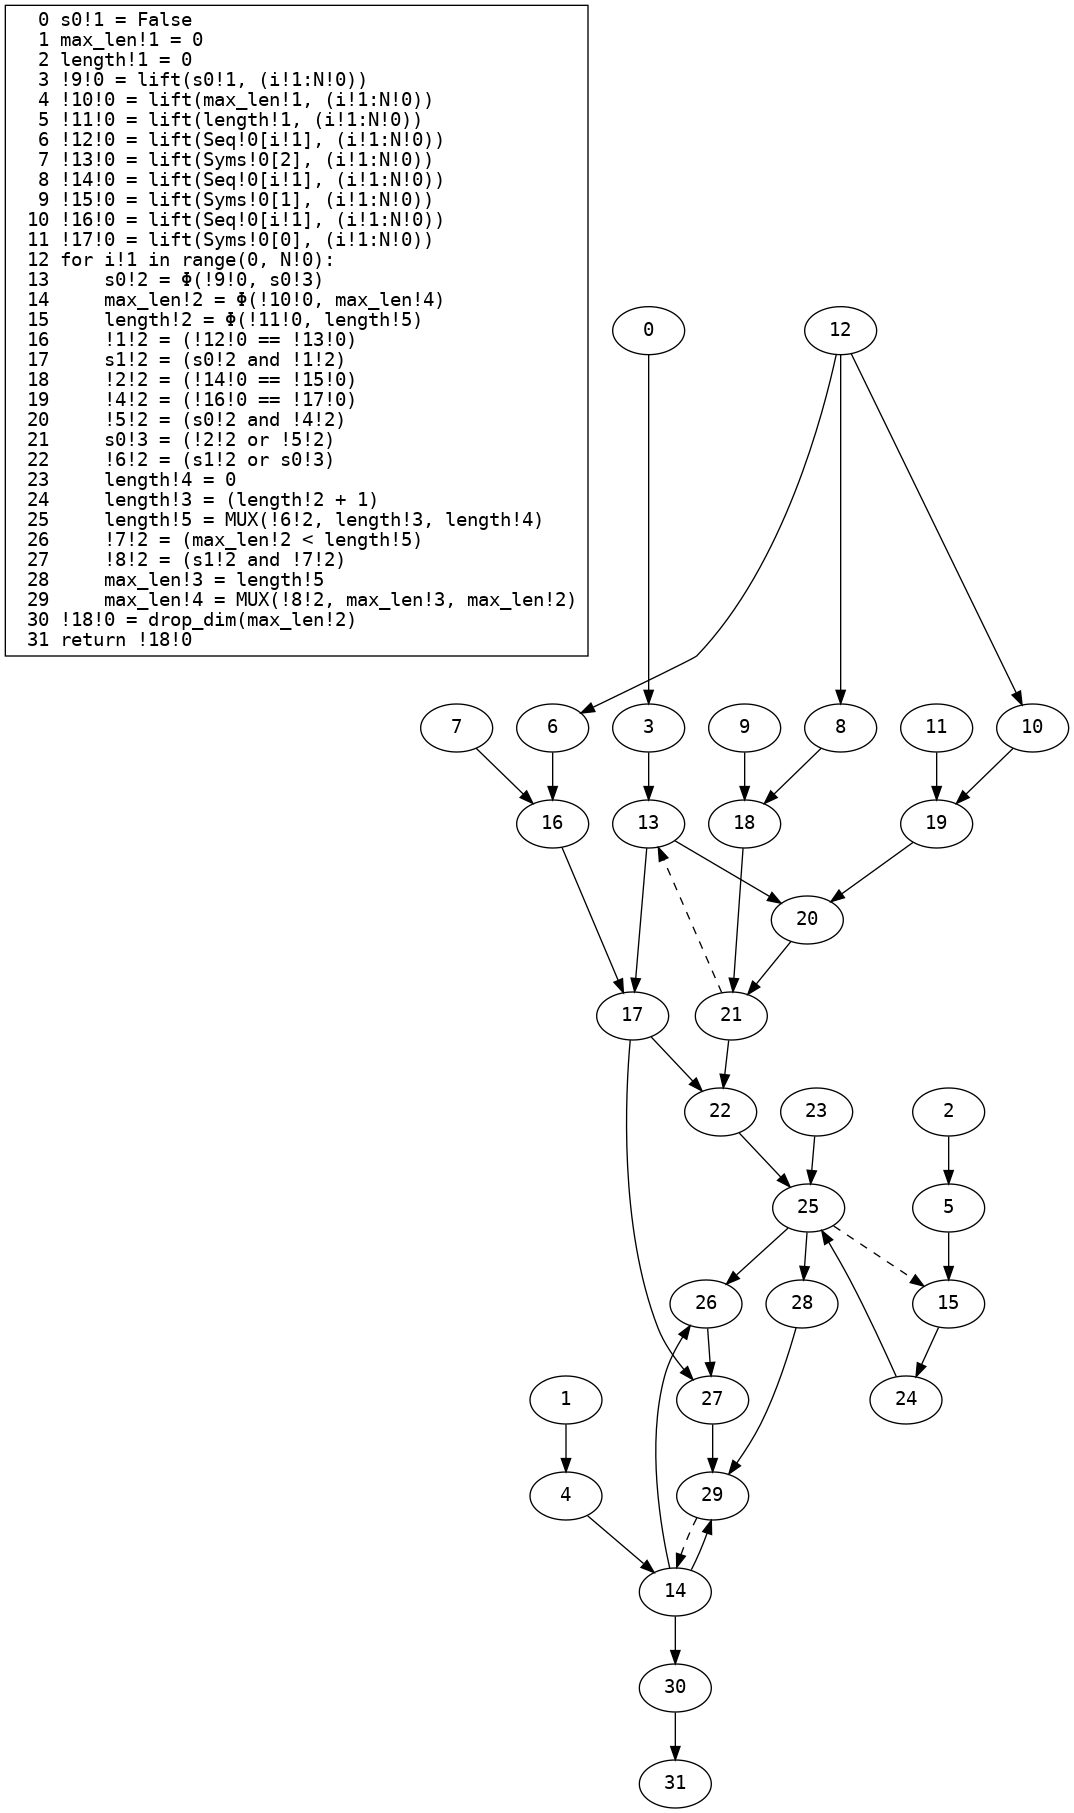 0 s0!1 = False
1 max_len!1 = 0
2 length!1 = 0
3 !9!0 = lift(s0!1, (i!1:N!0))
4 !10!0 = lift(max_len!1, (i!1:N!0))
5 !11!0 = lift(length!1, (i!1:N!0))
6 !12!0 = lift(Seq!0[i!1], (i!1:N!0))
7 !13!0 = lift(Syms!0[2], (i!1:N!0))
8 !14!0 = lift(Seq!0[i!1], (i!1:N!0))
9 !15!0 = lift(Syms!0[1], (i!1:N!0))
10 !16!0 = lift(Seq!0[i!1], (i!1:N!0))
11 !17!0 = lift(Syms!0[0], (i!1:N!0))
12 for i!1 in range(0, N!0):
13     s0!2 = Φ(!9!0, s0!3)
14     max_len!2 = Φ(!10!0, max_len!4)
15     length!2 = Φ(!11!0, length!5)
16     !1!2 = (!12!0 == !13!0)
17     s1!2 = (s0!2 and !1!2)
18     !2!2 = (!14!0 == !15!0)
19     !4!2 = (!16!0 == !17!0)
20     !5!2 = (s0!2 and !4!2)
21     s0!3 = (!2!2 or !5!2)
22     !6!2 = (s1!2 or s0!3)
23     length!4 = 0
24     length!3 = (length!2 + 1)
25     length!5 = MUX(!6!2, length!3, length!4)
26     !7!2 = (max_len!2 < length!5)
27     !8!2 = (s1!2 and !7!2)
28     max_len!3 = length!5
29     max_len!4 = MUX(!8!2, max_len!3, max_len!2)
30 !18!0 = drop_dim(max_len!2)
31 return !18!0
0 12
7 6 3 9 8 11 10
16 13 18 19
20
17 21
22 23 2
25 5
26 28 15
1 27 24
4 29
14
30
31